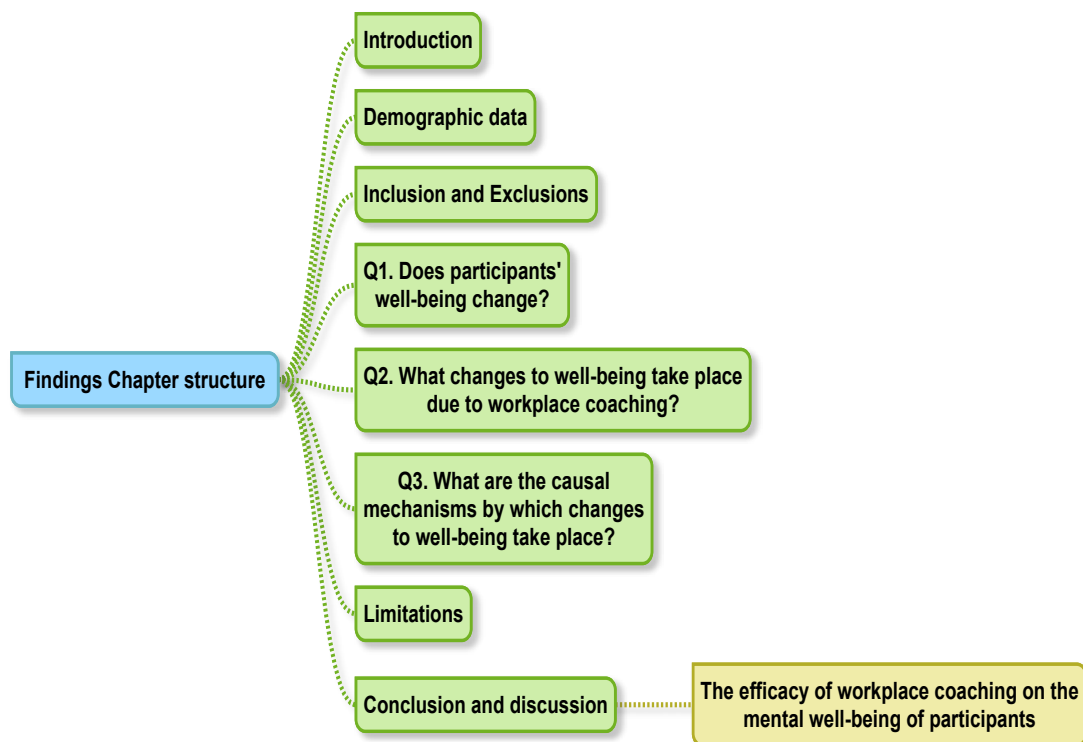 Introduction
Demographic data
Inclusion and Exclusions
Q1. Does participants'
well-being change?
Findings Chapter structure
Q2. What changes to well-being take place
due to workplace coaching?
Q3. What are the causal
mechanisms by which changes
to well-being take place?
Limitations
Conclusion and discussion
The efficacy of workplace coaching on the
mental well-being of participants